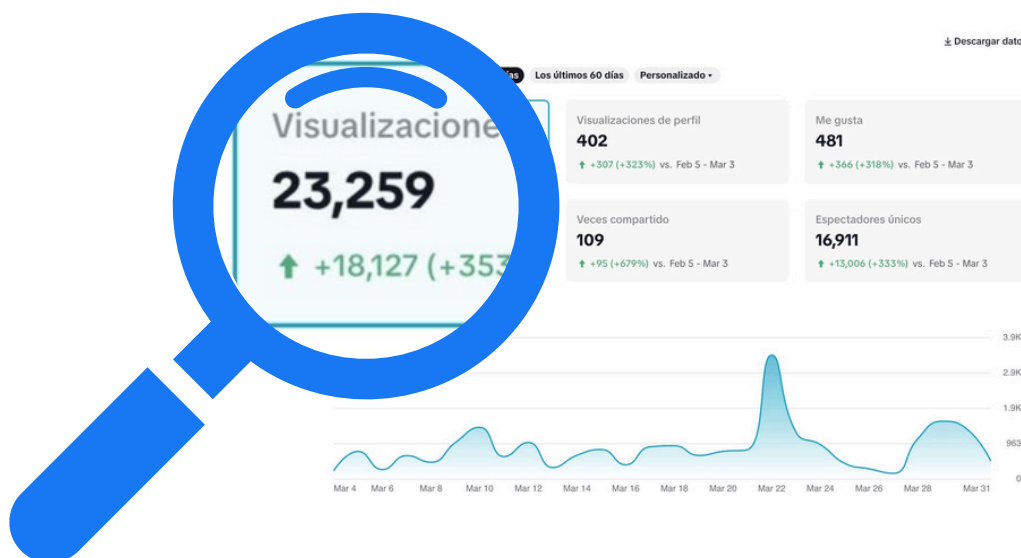 Descargar dato
ías Los últimos 60 días Personalizado
Visualizacione
23,259
+18,127 (+353
Visualizaciones de perfil
402
+307 (+323%) vs. Feb 5 - Mar 3
Me gusta
481
+366 (+318%) vs. Feb 5 - Mar 3
Veces compartido
109
+95 (+679%) vs. Feb 5 - Mar 3
Espectadores únicos
16,911
+13,006 (+333%) vs. Feb 5 - Mar 3
3.9K
2.9K
1.9K
963
0
Mar 4 Mar 6 Mar 8 Mar 10 Mar 12 Mar 14 Mar 16 Mar 18 Mar 20 Mar 22 Mar 24 Mar 26 Mar 28 Mar 31